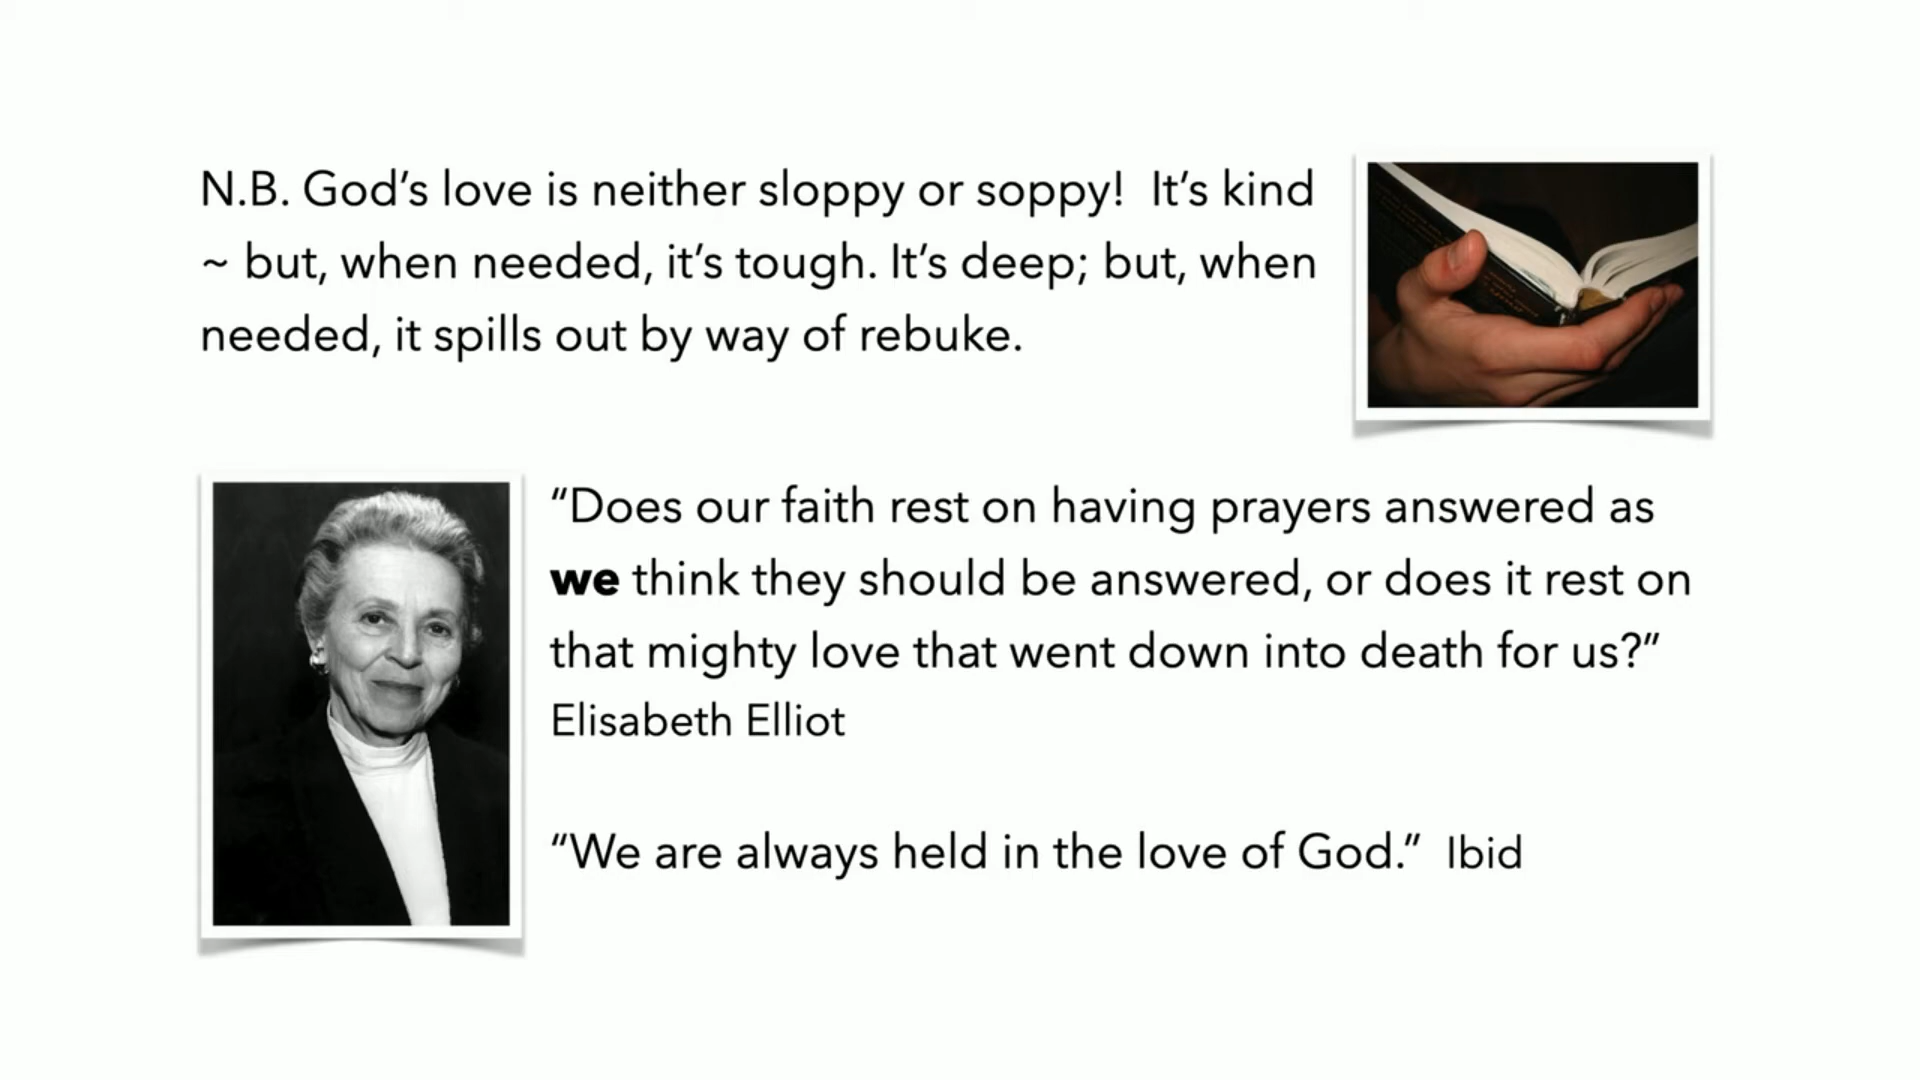 N.B. God’s love is neither sloppy or soppy!  It’s kind
~ but, when needed, it’s tough. It’s deep; but, when
needed, it spills out by way of rebuke.
“Does our faith rest on having prayers answered as
we think they should be answered, or does it rest on
that mighty love that went down into death for us?”
Elisabeth Elliot
“We are always held in the love of God.”  Ibid